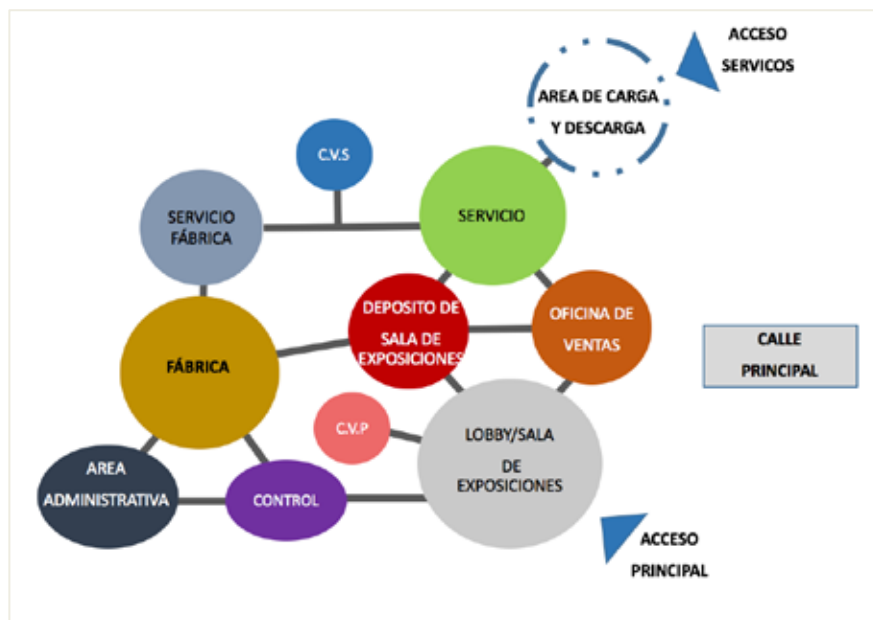 ACCESO
SERVICOS
AREA DE CARGA
Y DESCARGA
C.V.S
SERVICIO
FÁBRICA
SERVICIO
DEPOSITO DE
SALA DE
EXPOSICIONES
OFICINA DE
VENTAS
CALLE
PRINCIPAL
FÁBRICA
C.V.P
LOBBY/SALA
DE
EXPOSICIONES
AREA
ADMINISTRATIVA
CONTROL
ACCESO
PRINCIPAL